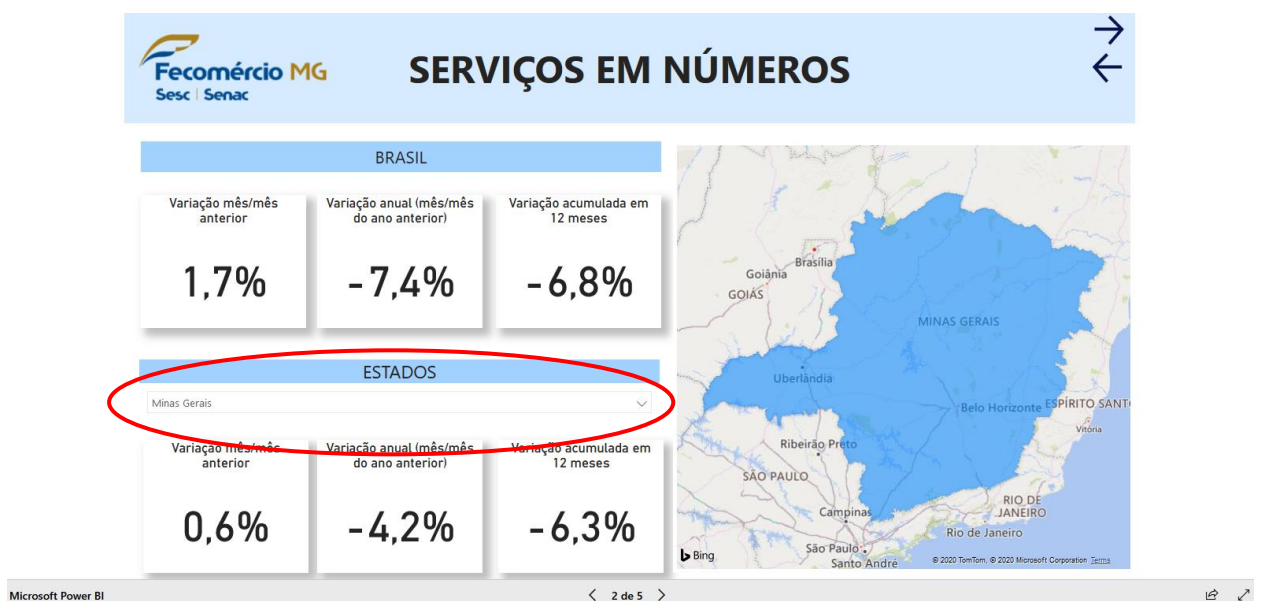 Fecomércio MG
Sesc | Senac
SERVIÇOS EM NÚMEROS
BRASIL
Variação mês/mês
anterior
1,7%
Variação anual (mês/mês
do ano anterior)
-7,4%
Variação acumulada em
12 meses
-6,8%
ESTADOS
Minas Gerais
Variação mês/mês
anterior
0,6%
Variação anual (mês/mês
do ano anterior)
-4,2%
Variação acumulada em
12 meses
-6,3%
Brasília
Goiânia
GOIÁS
MINAS GERAIS
Uberlândia
Belo Horizonte
ESPÍRITO SANT
Vitória
Ribeirão Preto
SÃO PAULO
Campinas
RIO DE
JANEIRO
Rio de Janeiro
São Paulo
Santo André
Bing
© 2020 TomTom, © 2020 Microsoft Corporation Terms
Microsoft Power BI
2 de 5